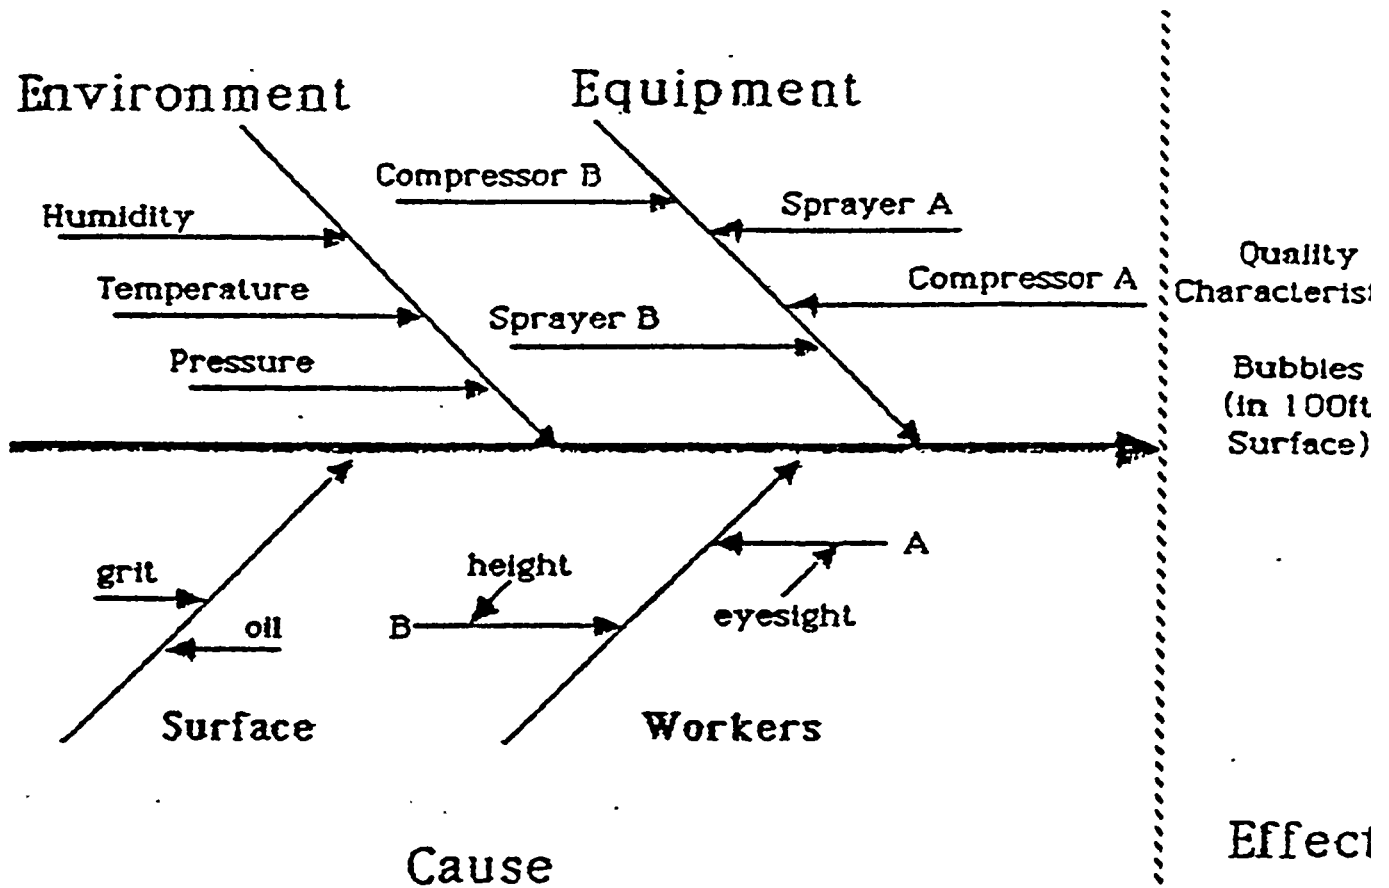 Environment
Equipment
Compressor B
Sprayer A
Humidity
Quality
Compressor A
Characterist
Temperature
Sprayer B
Pressure
Bubbles
(in 100ft
Surface)
A
height
grit
eyesight
oil
B
Surface
Workers
Cause
Effect